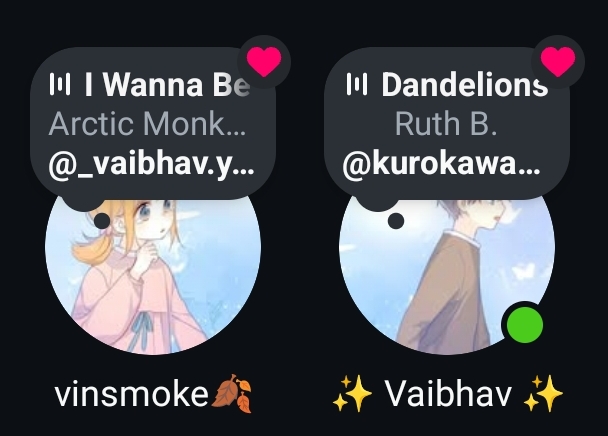 I Wanna Be
Arctic Monk...
@_vaibhav.y...
vinsmoke🍂
Dandelions
Ruth B.
@kurokawa...
✨ Vaibhav ✨